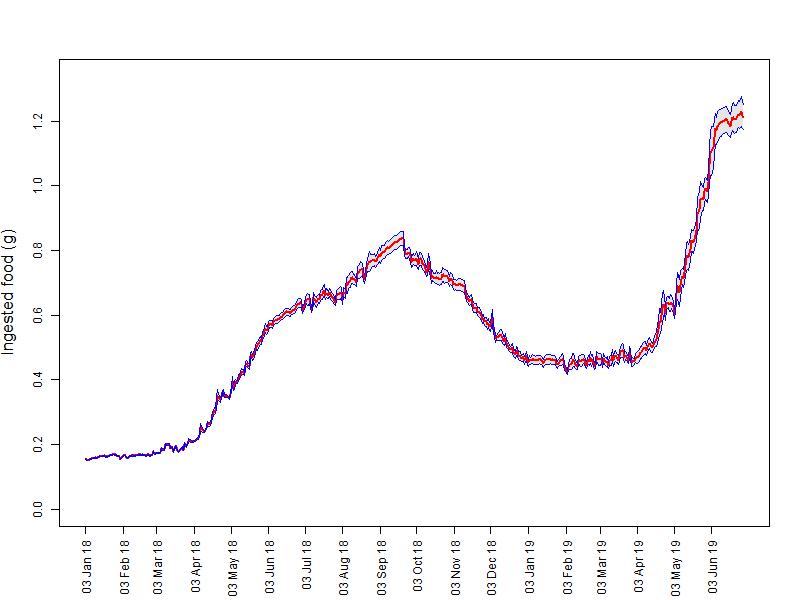 Ingested food (g)
1.2
1.0
0.8
0.6
0.4
0.2
0.0
03 Jan 18
03 Feb 18
03 Mar 18
03 Apr 18
03 May 18
03 Jun 18
03 Jul 18
03 Aug 18
03 Sep 18
03 Oct 18
03 Nov 18
03 Dec 18
03 Jan 19
03 Feb 19
03 Mar 19
03 Apr 19
03 May 19
03 Jun 19